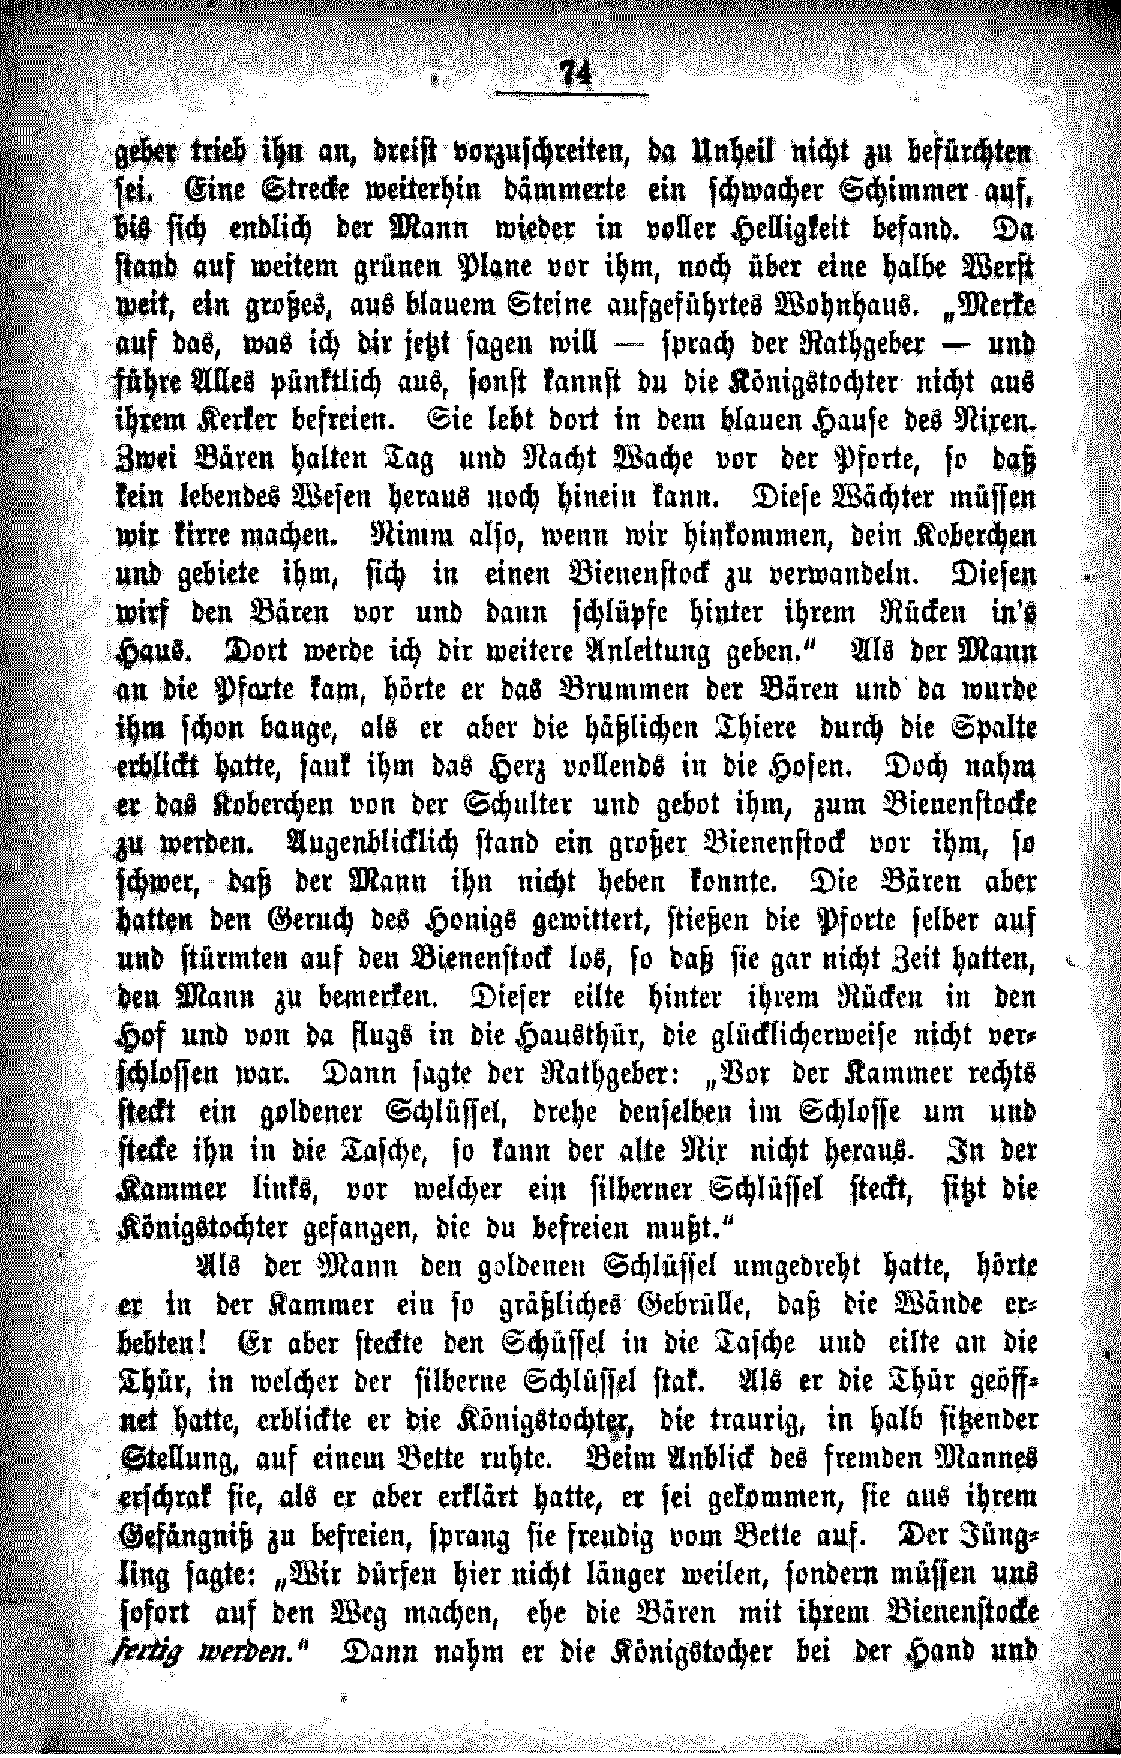 74
geber trieb ihn an, dreist vorzuschreiten, da Unheil nicht zu befürchten
sei. Eine Strecke weiterhin dämmerte ein schwacher Schimmer auf,
bis sich endlich der Mann wieder in voller Helligkeit befand. Da
stand auf weitem grünen Plane vor ihm, noch über eine halbe Werst
weit, ein großes, aus blauem Steine aufgeführtes Wohnhaus. „Merke
auf das, was ich dir jetzt sagen will — sprach der Rathgeber — und
führe Alles pünktlich aus, sonst kannst du die Königstochter nicht aus
ihrem Kerker befreien. Sie lebt dort in dem blauen Hause des Nixen.
Zwei Bären halten Tag und Nacht Wache vor der Pforte, so daß
kein lebendes Wesen heraus noch hinein kann. Diese Wächter müssen
wir kirre machen. Nimm also, wenn wir hinkommen, dein Koberchen
und gebiete ihm, sich in einen Bienenstock zu verwandeln. Diesen
wirf den Bären vor und dann schlüpfe hinter ihrem Rücken in's
Haus. Dort werde ich dir weitere Anleitung geben.“ Als der Mann
an die Pforte kam, hörte er das Brummen der Bären und da wurde
ihm schon bange, als er aber die häßlichen Thiere durch die Spalte
erblickt hatte, sank ihm das Herz vollends in die Hosen. Doch nahm
er das Koberchen von der Schulter und gebot ihm, zum Bienenstocke
zu werden. Augenblicklich stand ein großer Bienenstock vor ihm, so
schwer, daß der Mann ihn nicht heben konnte. Die Bären aber
hatten den Geruch des Honigs gewittert, stießen die Pforte selber auf
und stürmten auf den Bienenstock los, so daß sie gar nicht Zeit hatten,
den Mann zu bemerken. Dieser eilte hinter ihrem Rücken in den
Hof und von da flugs in die Hausthür, die glücklicherweise nicht ver-
schlossen war. Dann sagte der Rathgeber: „Vor der Kammer rechts
steckt ein goldener Schlüssel, drehe denselben im Schlosse um und
stecke ihn in die Tasche, so kann der alte Nix nicht heraus. In der
Kammer links, vor welcher ein silberner Schlüssel steckt, sitzt die
Königstochter gefangen, die du befreien mußt.“
Als der Mann den goldenen Schlüssel umgedreht hatte, hörte
er in der Kammer ein so gräßliches Gebrülle, daß die Wände er-
bebten! Er aber steckte den Schüssel in die Tasche und eilte an die
Thür, in welcher der silberne Schlüssel stak. Als er die Thür geöff-
net hatte, erblickte er die Königstochter, die traurig, in halb sitzender
Stellung, auf einem Bette ruhte. Beim Anblick des fremden Mannes
erschrak sie, als er aber erklärt hatte, er sei gekommen, sie aus ihrem
Gefängniß zu befreien, sprang sie freudig vom Bette auf. Der Jüng-
ling sagte: „Wir dürfen hier nicht länger weilen, sondern müssen uns
sofort auf den Weg machen, ehe die Bären mit ihrem Bienenstocke
fertig werden.“ Dann nahm er die Königstocher bei der Hand und